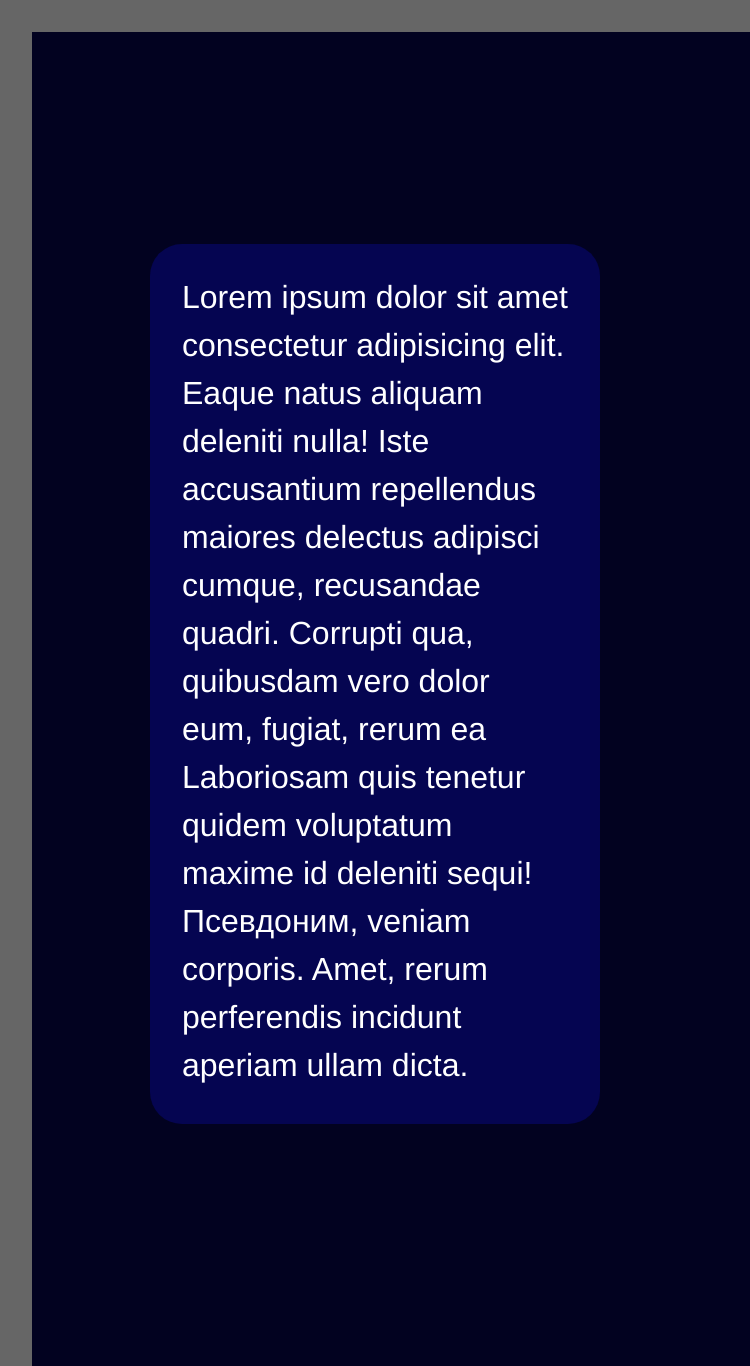 Lorem ipsum dolor sit amet
consectetur adipisicing elit.
Eaque natus aliquam
deleniti nulla! Iste
accusantium repellendus
maiores delectus adipisci
cumque, recusandae
quadri. Corrupti qua,
quibusdam vero dolor
eum, fugiat, rerum ea
Laboriosam quis tenetur
quidem voluptatum
maxime id deleniti sequi!
Псевдоним, veniam
corporis. Amet, rerum
perferendis incidunt
aperiam ullam dicta.